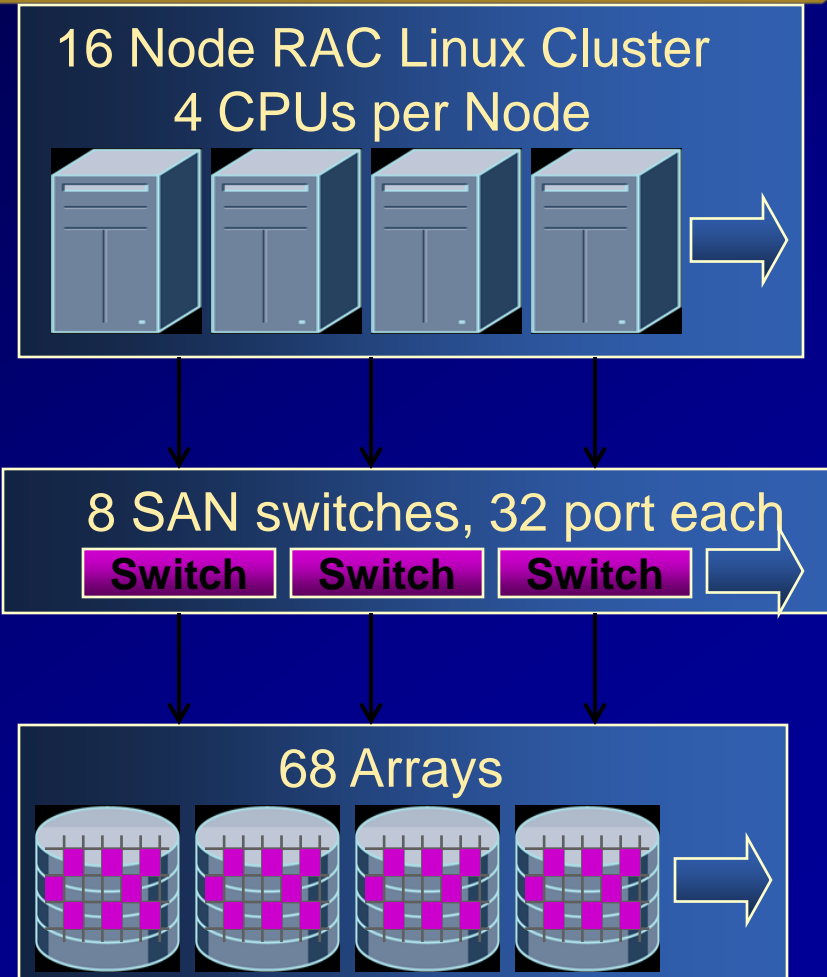 16 Node RAC Linux Cluster
4 CPUs per Node
8 SAN switches, 32 port each
Switch Switch Switch
68 Arrays